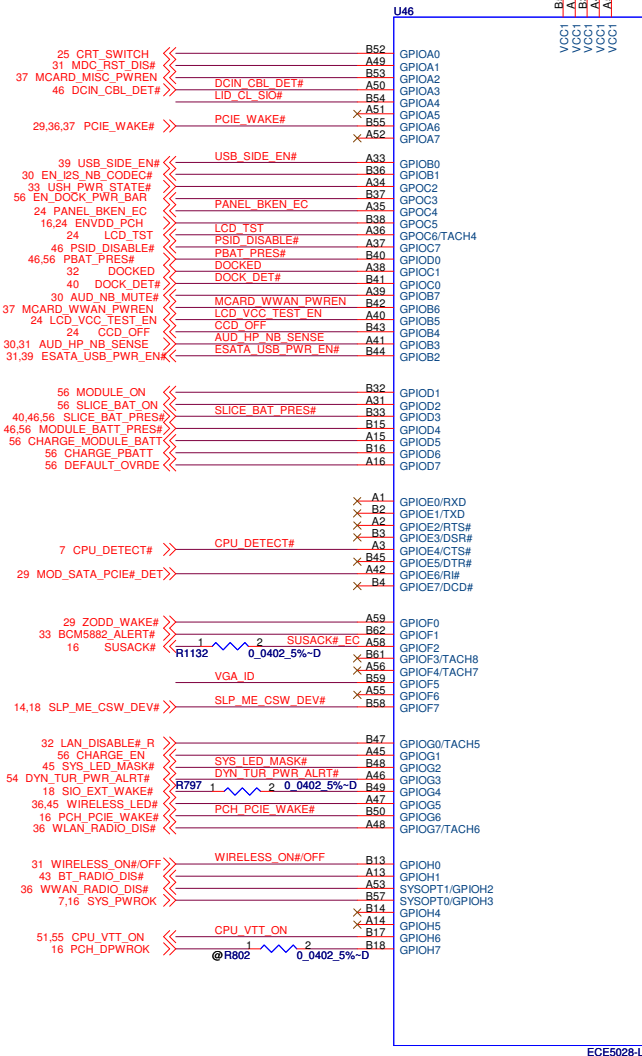 U46
B
A
B
A
A
VCC1
VCC1
VCC1
VCC1
VCC1
25 CRT_SWITCH B52 GPIOA0
31 MDC_RST_DIS# A49 GPIOA1
37 MCARD_MISC_PWREN B53 GPIOA2
46 DCIN_CBL_DET# DCIN_CBL_DET# A50 GPIOA3
LID_CL_SIO# B54 GPIOA4
A51 GPIOA5
29,36,37 PCIE_WAKE# PCIE_WAKE# B55 GPIOA6
A52 GPIOA7
39 USB_SIDE_EN# USB_SIDE_EN# A33 GPIOB0
30 EN_I2S_NB_CODEC# B36 GPIOB1
33 USH_PWR_STATE# A34 GPOC2
56 EN_DOCK_PWR_BAR B37 GPOC3
24 PANEL_BKEN_EC PANEL_BKEN_EC A35 GPOC4
16,24 ENVDD_PCH B38 GPOC5
24 LCD_TST LCD_TST A36 GPOC6/TACH4
46 PSID_DISABLE# PSID_DISABLE# A37 GPIOC7
46,56 PBAT_PRES# PBAT_PRES# B40 GPIOD0
32 DOCKED DOCKED A38 GPIOC1
40 DOCK_DET# DOCK_DET# B41 GPIOC0
30 AUD_NB_MUTE# A39 GPIOB7
37 MCARD_WWAN_PWREN MCARD_WWAN_PWREN B42 GPIOB6
24 LCD_VCC_TEST_EN LCD_VCC_TEST_EN A40 GPIOB5
24 CCD_OFF CCD_OFF B43 GPIOB4
30,31 AUD_HP_NB_SENSE AUD_HP_NB_SENSE A41 GPIOB3
31,39 ESATA_USB_PWR_EN# ESATA_USB_PWR_EN# B44 GPIOB2
56 MODULE_ON B32 GPIOD1
56 SLICE_BAT_ON A31 GPIOD2
40,46,56 SLICE_BAT_PRES# SLICE_BAT_PRES# B33 GPIOD3
46,56 MODULE_BATT_PRES# B15 GPIOD4
56 CHARGE_MODULE_BATT A15 GPIOD5
56 CHARGE_PBATT B16 GPIOD6
56 DEFAULT_OVRDE A16 GPIOD7
A1 GPIOE0/RXD
B2 GPIOE1/TXD
A2 GPIOE2/RTS#
B3 GPIOE3/DSR#
7 CPU_DETECT# CPU_DETECT# A3 GPIOE4/CTS#
B45 GPIOE5/DTR#
29 MOD_SATA_PCIE#_DET A42 GPIOE6/RI#
B4 GPIOE7/DCD#
29 ZODD_WAKE# A59 GPIOF0
33 BCM5882_ALERT# B62 GPIOF1
16 SUSACK# R1132 1 2 0_0402_5%~D SUSACK#_EC A58 GPIOF2
B61 GPIOF3/TACH8
A56 GPIOF4/TACH7
VGA_ID B59 GPIOF5
A55 GPIOF6
14,18 SLP_ME_CSW_DEV# SLP_ME_CSW_DEV# B58 GPIOF7
32 LAN_DISABLE#_R B47 GPIOG0/TACH5
56 CHARGE_EN A45 GPIOG1
45 SYS_LED_MASK# SYS_LED_MASK# B48 GPIOG2
54 DYN_TUR_PWR_ALRT# DYN_TUR_PWR_ALRT# A46 GPIOG3
18 SIO_EXT_WAKE# R797 1 2 0_0402_5%~D B49 GPIOG4
36,45 WIRELESS_LED# A47 GPIOG5
16 PCH_PCIE_WAKE# PCH_PCIE_WAKE# B50 GPIOG6
36 WLAN_RADIO_DIS# A48 GPIOG7/TACH6
31 WIRELESS_ON#/OFF WIRELESS_ON#/OFF B13 GPIOH0
43 BT_RADIO_DIS# A13 GPIOH1
36 WWAN_RADIO_DIS# A53 SYSOPT1/GPIOH2
7,16 SYS_PWROK B57 SYSOPT0/GPIOH3
B14 GPIOH4
A14 GPIOH5
51,55 CPU_VTT_ON CPU_VTT_ON B17 GPIOH6
16 PCH_DPWROK @R802 1 2 0_0402_5%~D B18 GPIOH7
ECE5028-L